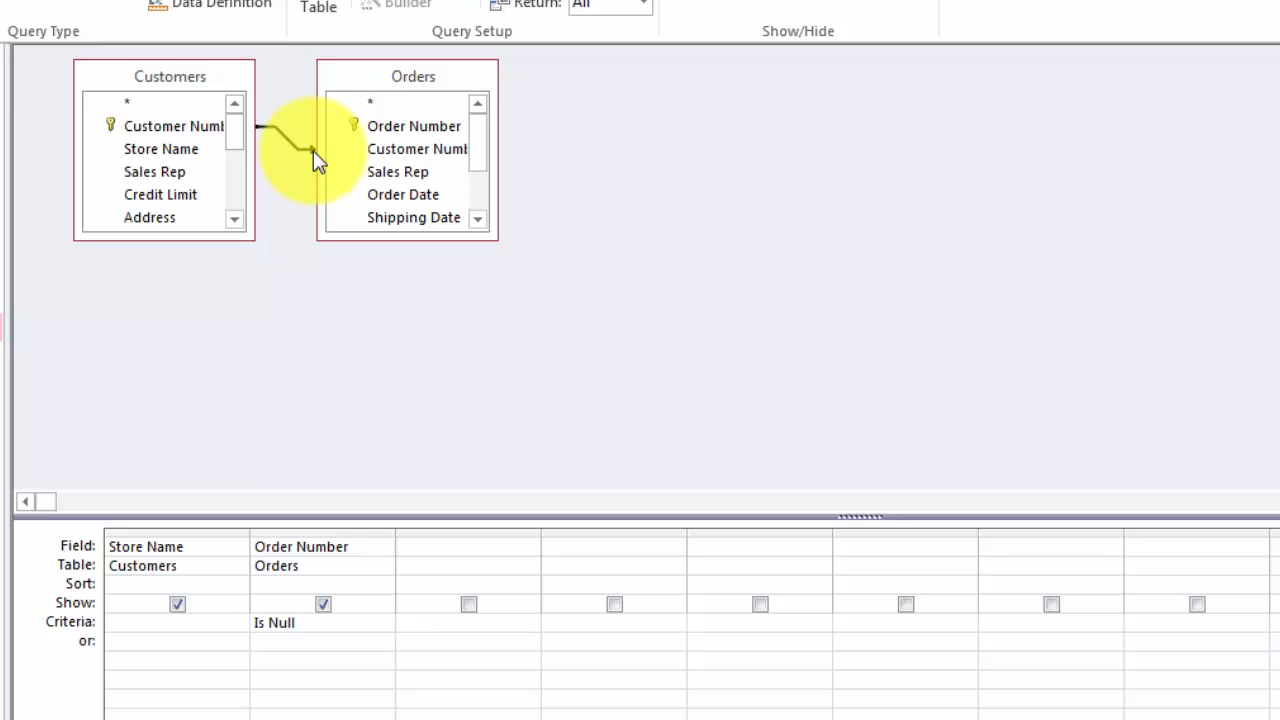 Data Definition
Table
Builder
Return:
All
Query Type
Query Setup
Show/Hide
Customers
Orders
*
Customer Numb
Store Name
Sales Rep
Credit Limit
Address
*
Order Number
Customer Numb
Sales Rep
Order Date
Shipping Date
Field: Store Name Order Number
Table: Customers Orders
Sort:
Show:
Criteria: Is Null
or: